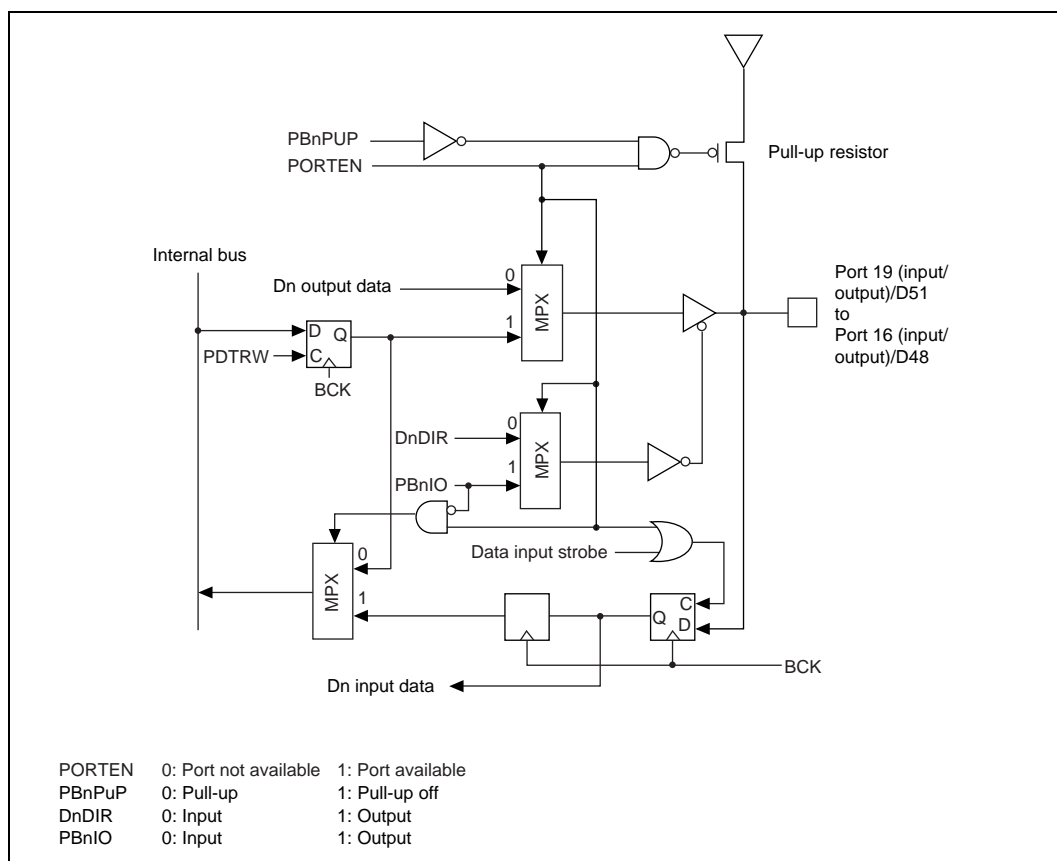 PBnPUP
PORTEN
Pull-up resistor
Internal bus
Dn output data
0
1
MPX
Port 19 (input/
output)/D51
to
Port 16 (input/
output)/D48
D Q
PDTRW
C
BCK
DnDIR
0
PBnIO
1
MPX
Data input strobe
MPX
0
1
C
Q
D
BCK
Dn input data
PORTEN 0: Port not available 1: Port available
PBnPuP 0: Pull-up 1: Pull-up off
DnDIR 0: Input 1: Output
PBnIO 0: Input 1: Output